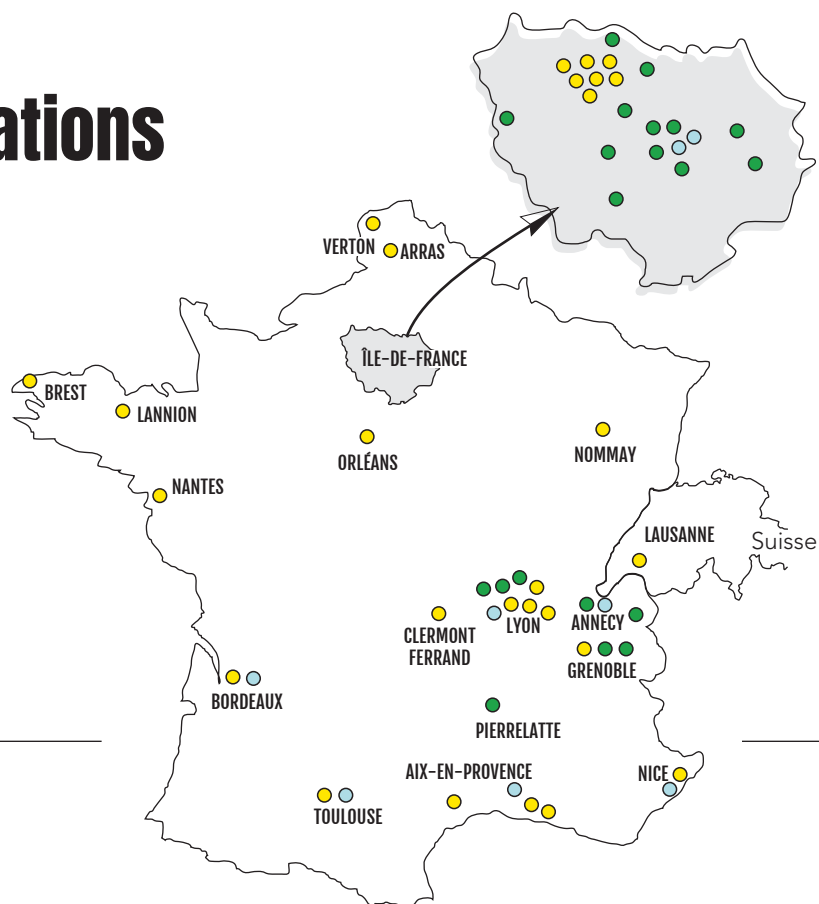 ations
VERTON
ARRAS
ÎLE-DE-FRANCE
BREST
LANNION
ORLÉANS
NOMMAY
NANTES
LAUSANNE
Suisse
CLERMONT
FERRAND
LYON
ANNECY
GRENOBLE
BORDEAUX
PIERRELATTE
AIX-EN-PROVENCE
NICE
TOULOUSE